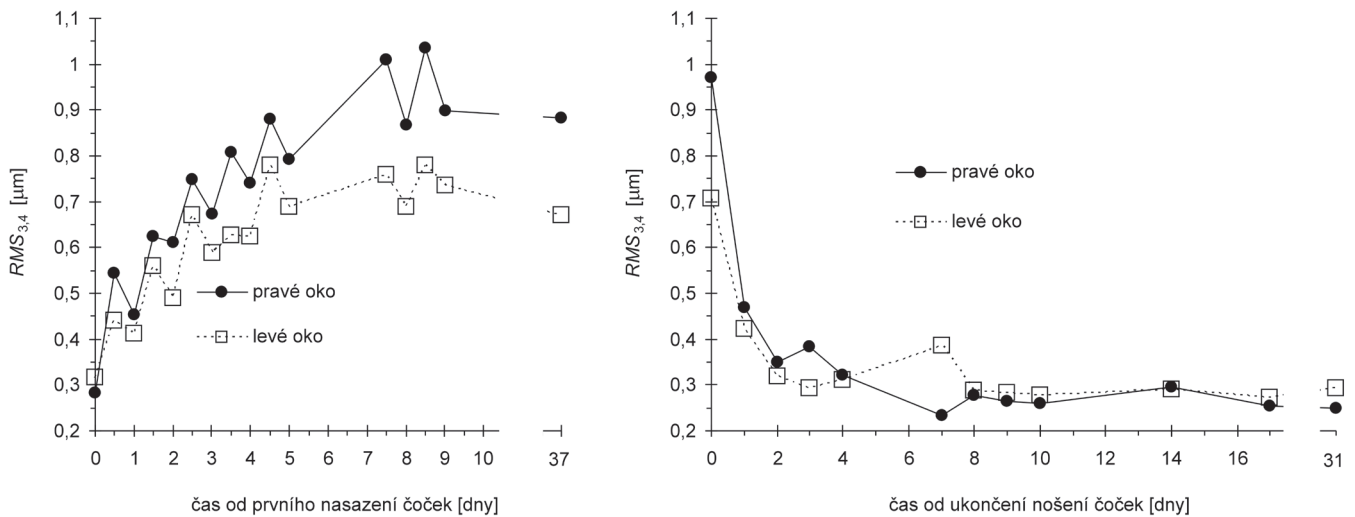 1,1
1
0,9
0,8
0,7
0,6
0,5
0,4
0,3
0,2
RMS3,4 [µm]
pravé oko
levé oko
0 1 2 3 4 5 6 7 8 9 10 37
čas od prvního nasazení čoček [dny]
1,1
1
0,9
0,8
0,7
0,6
0,5
0,4
0,3
0,2
RMS3,4 [µm]
pravé oko
levé oko
0 2 4 6 8 10 12 14 16 31
čas od ukončení nošení čoček [dny]